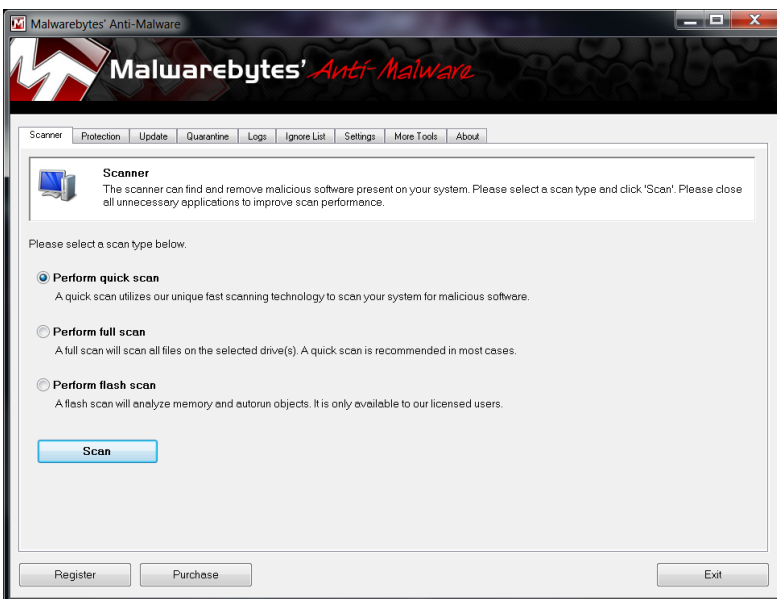 Malwarebytes' Anti-Malware
Malwarebytes' Anti-Malware
Scanner Protection Update Quarantine Logs Ignore List Settings More Tools About
Scanner
The scanner can find and remove malicious software present on your system. Please select a scan type and click 'Scan'. Please close
all unnecessary applications to improve scan performance.
Please select a scan type below.
Perform quick scan
A quick scan utilizes our unique fast scanning technology to scan your system for malicious software.
Perform full scan
A full scan will scan all files on the selected drive(s). A quick scan is recommended in most cases.
Perform flash scan
A flash scan will analyze memory and autorun objects. It is only available to our licensed users.
Scan
Register Purchase Exit